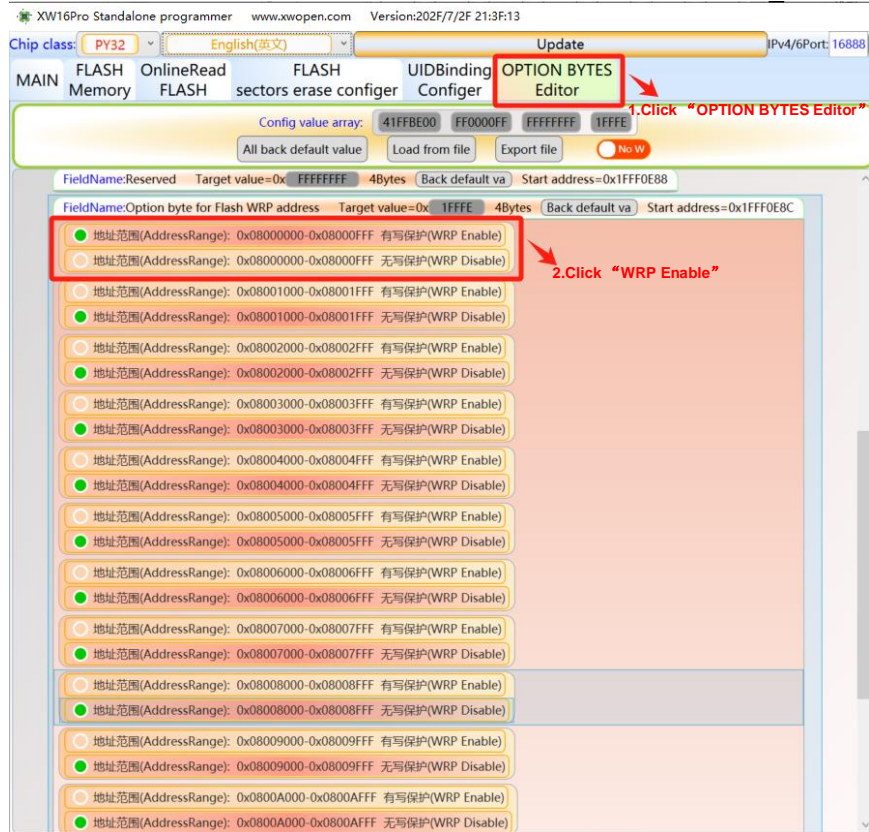 XW16Pro Standalone programmer www.xwopen.com Version:202F/7/2F 21:3F:13
Chip class: PY32 English(英文) Update IPv4/6Port: 16888
MAIN FLASH Memory OnlineRead FLASH FLASH sectors erase configer UIDBinding Configer OPTION BYTES Editor
1.Click “OPTION BYTES Editor”
Config value array: 41FFBE00 FF0000FF FFFFFFFF 1FFFE
All back default value Load from file Export file No W
FieldName:Reserved Target value=0x FFFFFFFF 4Bytes Back default va Start address=0x1FFF0E88
FieldName:Option byte for Flash WRP address Target value=0x 1FFFE 4Bytes Back default va Start address=0x1FFF0E8C
地址范围(AddressRange): 0x08000000-0x08000FFF 有写保护(WRP Enable)
地址范围(AddressRange): 0x08000000-0x08000FFF 无写保护(WRP Disable)
2.Click “WRP Enable”
地址范围(AddressRange): 0x08001000-0x08001FFF 有写保护(WRP Enable)
地址范围(AddressRange): 0x08001000-0x08001FFF 无写保护(WRP Disable)
地址范围(AddressRange): 0x08002000-0x08002FFF 有写保护(WRP Enable)
地址范围(AddressRange): 0x08002000-0x08002FFF 无写保护(WRP Disable)
地址范围(AddressRange): 0x08003000-0x08003FFF 有写保护(WRP Enable)
地址范围(AddressRange): 0x08003000-0x08003FFF 无写保护(WRP Disable)
地址范围(AddressRange): 0x08004000-0x08004FFF 有写保护(WRP Enable)
地址范围(AddressRange): 0x08004000-0x08004FFF 无写保护(WRP Disable)
地址范围(AddressRange): 0x08005000-0x08005FFF 有写保护(WRP Enable)
地址范围(AddressRange): 0x08005000-0x08005FFF 无写保护(WRP Disable)
地址范围(AddressRange): 0x08006000-0x08006FFF 有写保护(WRP Enable)
地址范围(AddressRange): 0x08006000-0x08006FFF 无写保护(WRP Disable)
地址范围(AddressRange): 0x08007000-0x08007FFF 有写保护(WRP Enable)
地址范围(AddressRange): 0x08007000-0x08007FFF 无写保护(WRP Disable)
地址范围(AddressRange): 0x08008000-0x08008FFF 有写保护(WRP Enable)
地址范围(AddressRange): 0x08008000-0x08008FFF 无写保护(WRP Disable)
地址范围(AddressRange): 0x08009000-0x08009FFF 有写保护(WRP Enable)
地址范围(AddressRange): 0x08009000-0x08009FFF 无写保护(WRP Disable)
地址范围(AddressRange): 0x0800A000-0x0800AFFF 有写保护(WRP Enable)
地址范围(AddressRange): 0x0800A000-0x0800AFFF 无写保护(WRP Disable)